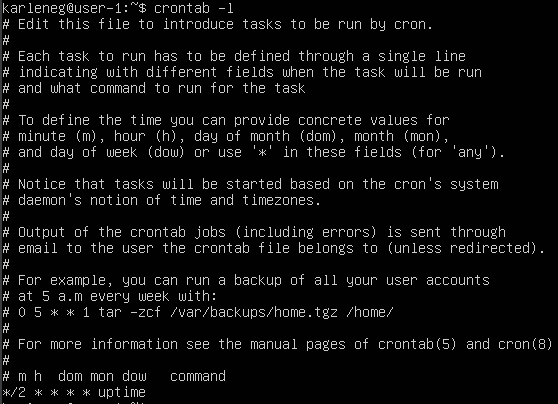 karleneg@user-1:~$ crontab -l
# Edit this file to introduce tasks to be run by cron.
#
# Each task to run has to be defined through a single line
# indicating with different fields when the task will be run
# and what command to run for the task
#
# To define the time you can provide concrete values for
# minute (m), hour (h), day of month (dom), month (mon),
# and day of week (dow) or use '*' in these fields (for 'any').
#
# Notice that tasks will be started based on the cron's system
# daemon's notion of time and timezones.
#
# Output of the crontab jobs (including errors) is sent through
# email to the user the crontab file belongs to (unless redirected).
#
# For example, you can run a backup of all your user accounts
# at 5 a.m every week with:
# 0 5 * * 1 tar -zcf /var/backups/home.tgz /home/
#
# For more information see the manual pages of crontab(5) and cron(8)
#
# m h  dom mon dow   command
*/2 * * * * uptime